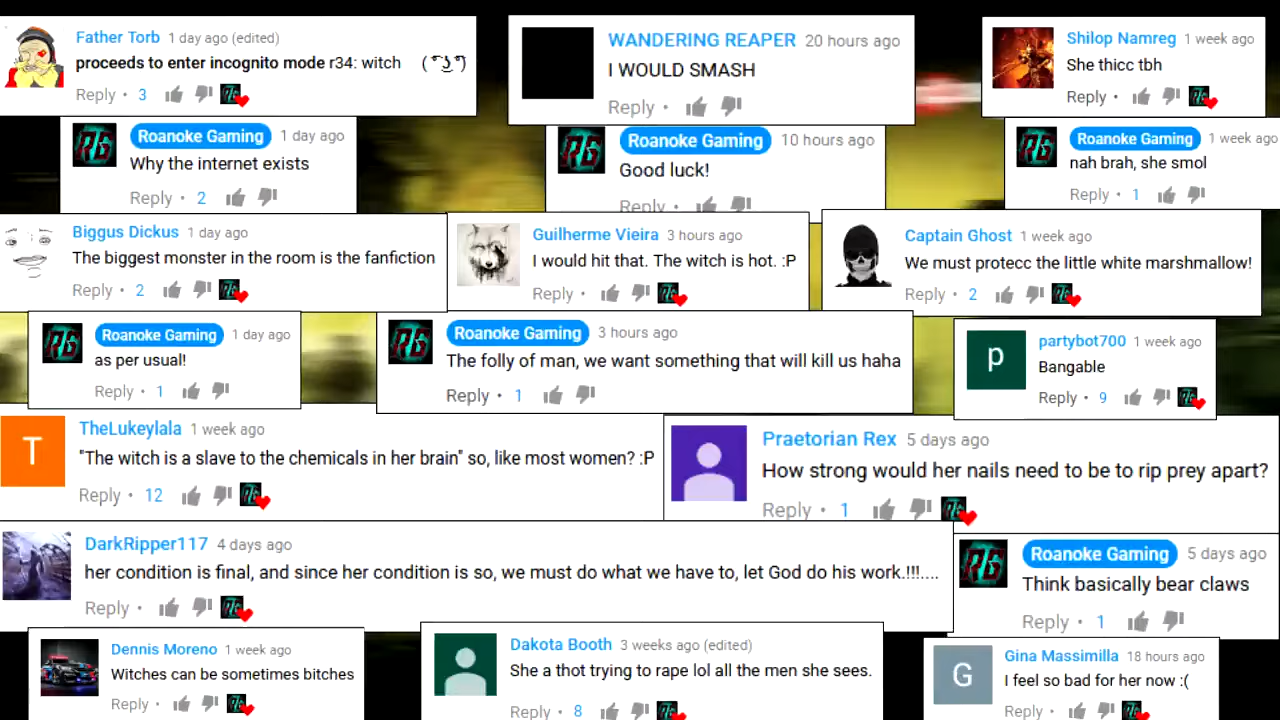 Father Torb 1 day ago (edited)
proceeds to enter incognito mode r34: witch ( ͡° ͜ʖ ͡°)
Reply • 3
Roanoke Gaming 1 day ago
Why the internet exists
Reply • 2
WANDERING REAPER 20 hours ago
I WOULD SMASH
Reply •
Roanoke Gaming 10 hours ago
Good luck!
Reply •
Shilop Namreg 1 week ago
She thicc tbh
Reply •
Roanoke Gaming 1 week ago
nah brah, she smol
Reply • 1
Biggus Dickus 1 day ago
The biggest monster in the room is the fanfiction
Reply • 2
Roanoke Gaming 1 day ago
as per usual!
Reply • 1
Guilherme Vieira 3 hours ago
I would hit that. The witch is hot. :P
Reply •
Roanoke Gaming 3 hours ago
The folly of man, we want something that will kill us haha
Reply • 1
Captain Ghost 1 week ago
We must protecc the little white marshmallow!
Reply • 2
p
partybot700 1 week ago
Bangable
Reply • 9
T
TheLukeylala 1 week ago
"The witch is a slave to the chemicals in her brain" so, like most women? :P
Reply • 12
Praetorian Rex 5 days ago
How strong would her nails need to be to rip prey apart?
Reply • 1
DarkRipper117 4 days ago
her condition is final, and since her condition is so, we must do what we have to, let God do his work.!!!....
Reply •
Roanoke Gaming 5 days ago
Think basically bear claws
Reply • 1
Dennis Moreno 1 week ago
Witches can be sometimes bitches
Reply •
Dakota Booth 3 weeks ago (edited)
She a thot trying to rape lol all the men she sees.
Reply • 8
G
Gina Massimilla 18 hours ago
I feel so bad for her now :(
Reply •